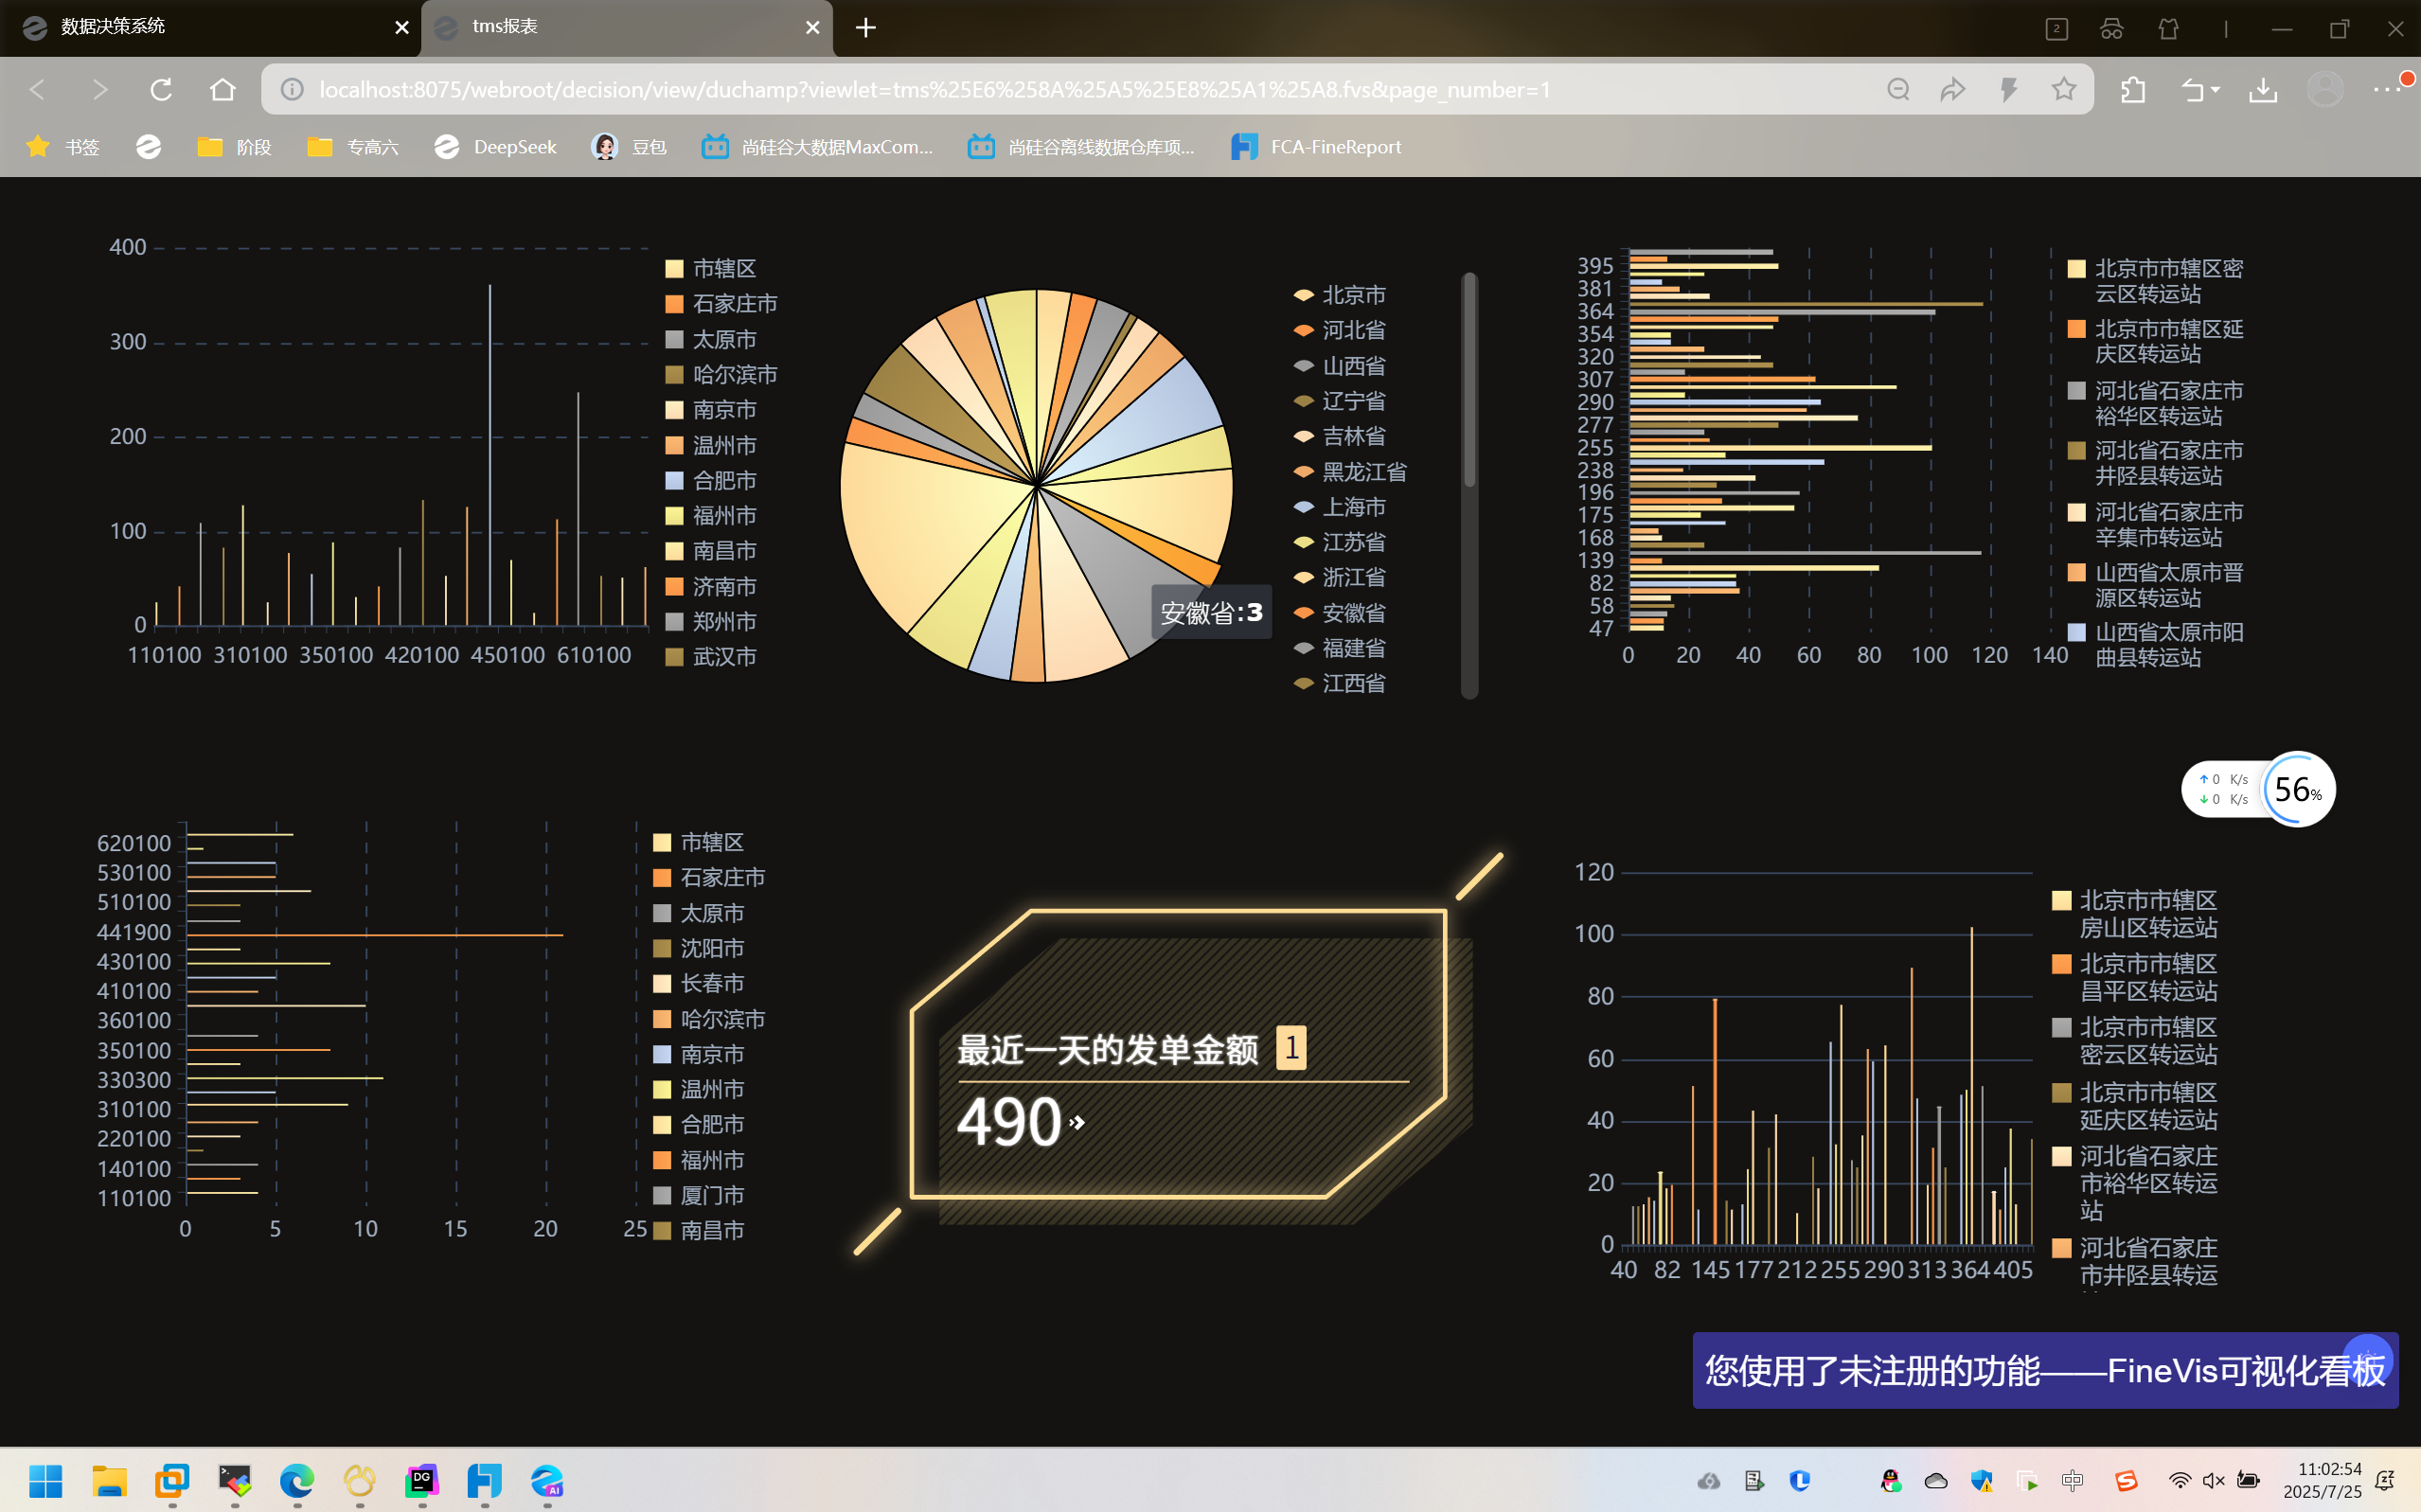 数据决策系统
tms报表
2
localhost:8075/webroot/decision/view/duchamp?viewlet=tms%25E6%258A%25A5%25E8%25A1%25A8.fvs&page_number=1
书签
阶段
专高六
DeepSeek
豆包
尚硅谷大数据MaxCom...
尚硅谷离线数据仓库项...
FCA-FineReport
400
300
200
100
0
110100 310100 350100 420100 450100 610100
市辖区
石家庄市
太原市
哈尔滨市
南京市
温州市
合肥市
福州市
南昌市
济南市
郑州市
武汉市
安徽省:3
北京市
河北省
山西省
辽宁省
吉林省
黑龙江省
上海市
江苏省
浙江省
安徽省
福建省
江西省
395
381
364
354
320
307
290
277
255
238
196
175
168
139
82
58
47
0 20 40 60 80 100 120 140
北京市市辖区密
云区转运站
北京市市辖区延
庆区转运站
河北省石家庄市
裕华区转运站
河北省石家庄市
井陉县转运站
河北省石家庄市
辛集市转运站
山西省太原市晋
源区转运站
山西省太原市阳
曲县转运站
0 K/s
0 K/s
56%
620100
530100
510100
441900
430100
410100
360100
350100
330300
310100
220100
140100
110100
0 5 10 15 20 25
市辖区
石家庄市
太原市
沈阳市
长春市
哈尔滨市
南京市
温州市
合肥市
福州市
厦门市
南昌市
最近一天的发单金额 1
490
120
100
80
60
40
20
0
40 82 145 177 212 255 290 313 364 405
北京市市辖区
房山区转运站
北京市市辖区
昌平区转运站
北京市市辖区
密云区转运站
北京市市辖区
延庆区转运站
河北省石家庄
市裕华区转运
站
河北省石家庄
市井陉县转运
您使用了未注册的功能——FineVis可视化看板
DG
AI
中
11:02:54
2025/7/25